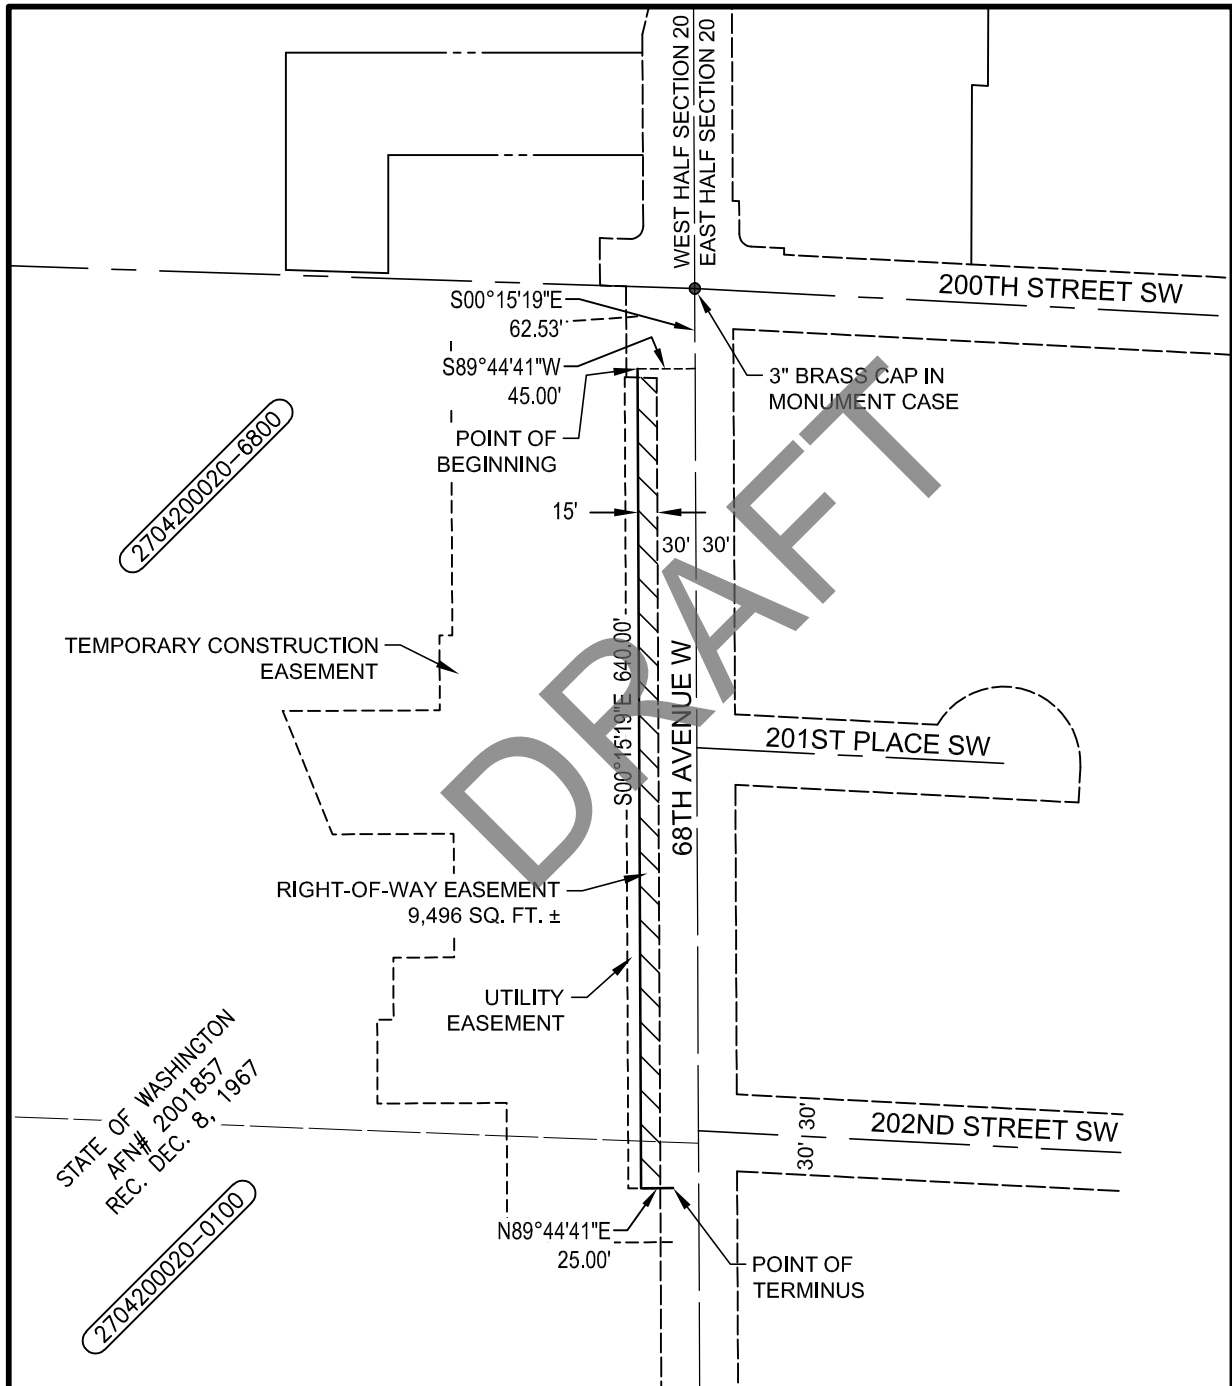 WEST HALF SECTION 20
EAST HALF SECTION 20
200TH STREET SW
S00°15'19"E
62.53'
S89°44'41"W
45.00'
3" BRASS CAP IN
MONUMENT CASE
POINT OF
BEGINNING
2704200020-6800
15'
30' 30'
TEMPORARY CONSTRUCTION
EASEMENT
S00°15'19"E 640.00'
68TH AVENUE W
DRAFT
201ST PLACE SW
RIGHT-OF-WAY EASEMENT
9,496 SQ. FT. ±
UTILITY
EASEMENT
STATE OF WASHINGTON
AFN# 2001857
REC. DEC. 8, 1967
30' 30'
202ND STREET SW
2704200020-0100
N89°44'41"E
25.00'
POINT OF
TERMINUS